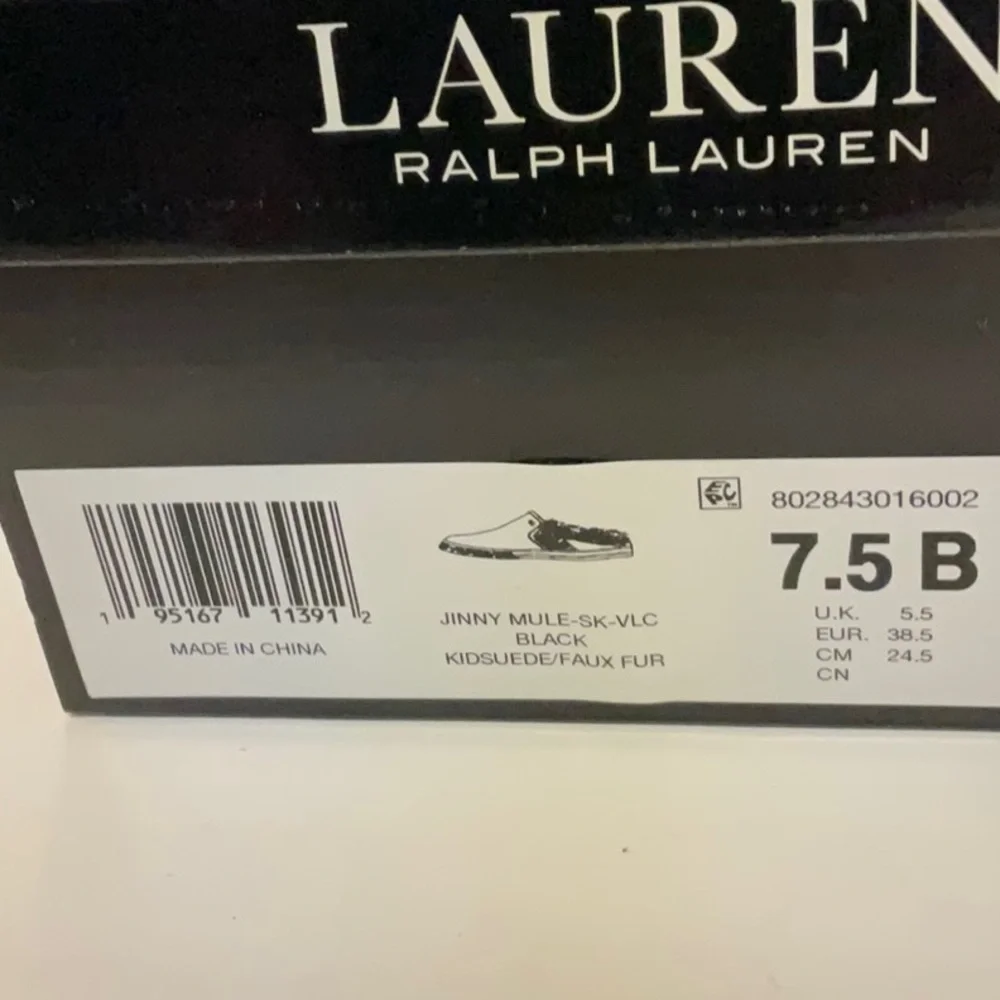 LAUREN
RALPH LAUREN
EPC
802843016002
7.5 B
U.K. 5.5
EUR. 38.5
CM 24.5
CN
1 95167 11391 2
MADE IN CHINA
JINNY MULE-SK-VLC
BLACK
KIDSUEDE/FAUX FUR